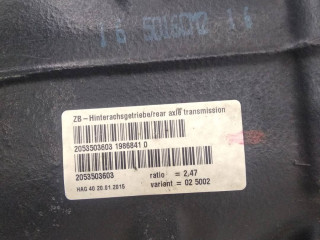 ZB-Hinterachsgetriebe/rear axle transmission
2053503603 1986841 0
2053503603 ratio = 2,47
HAG 40 20.01.2015 variant = 02 5002